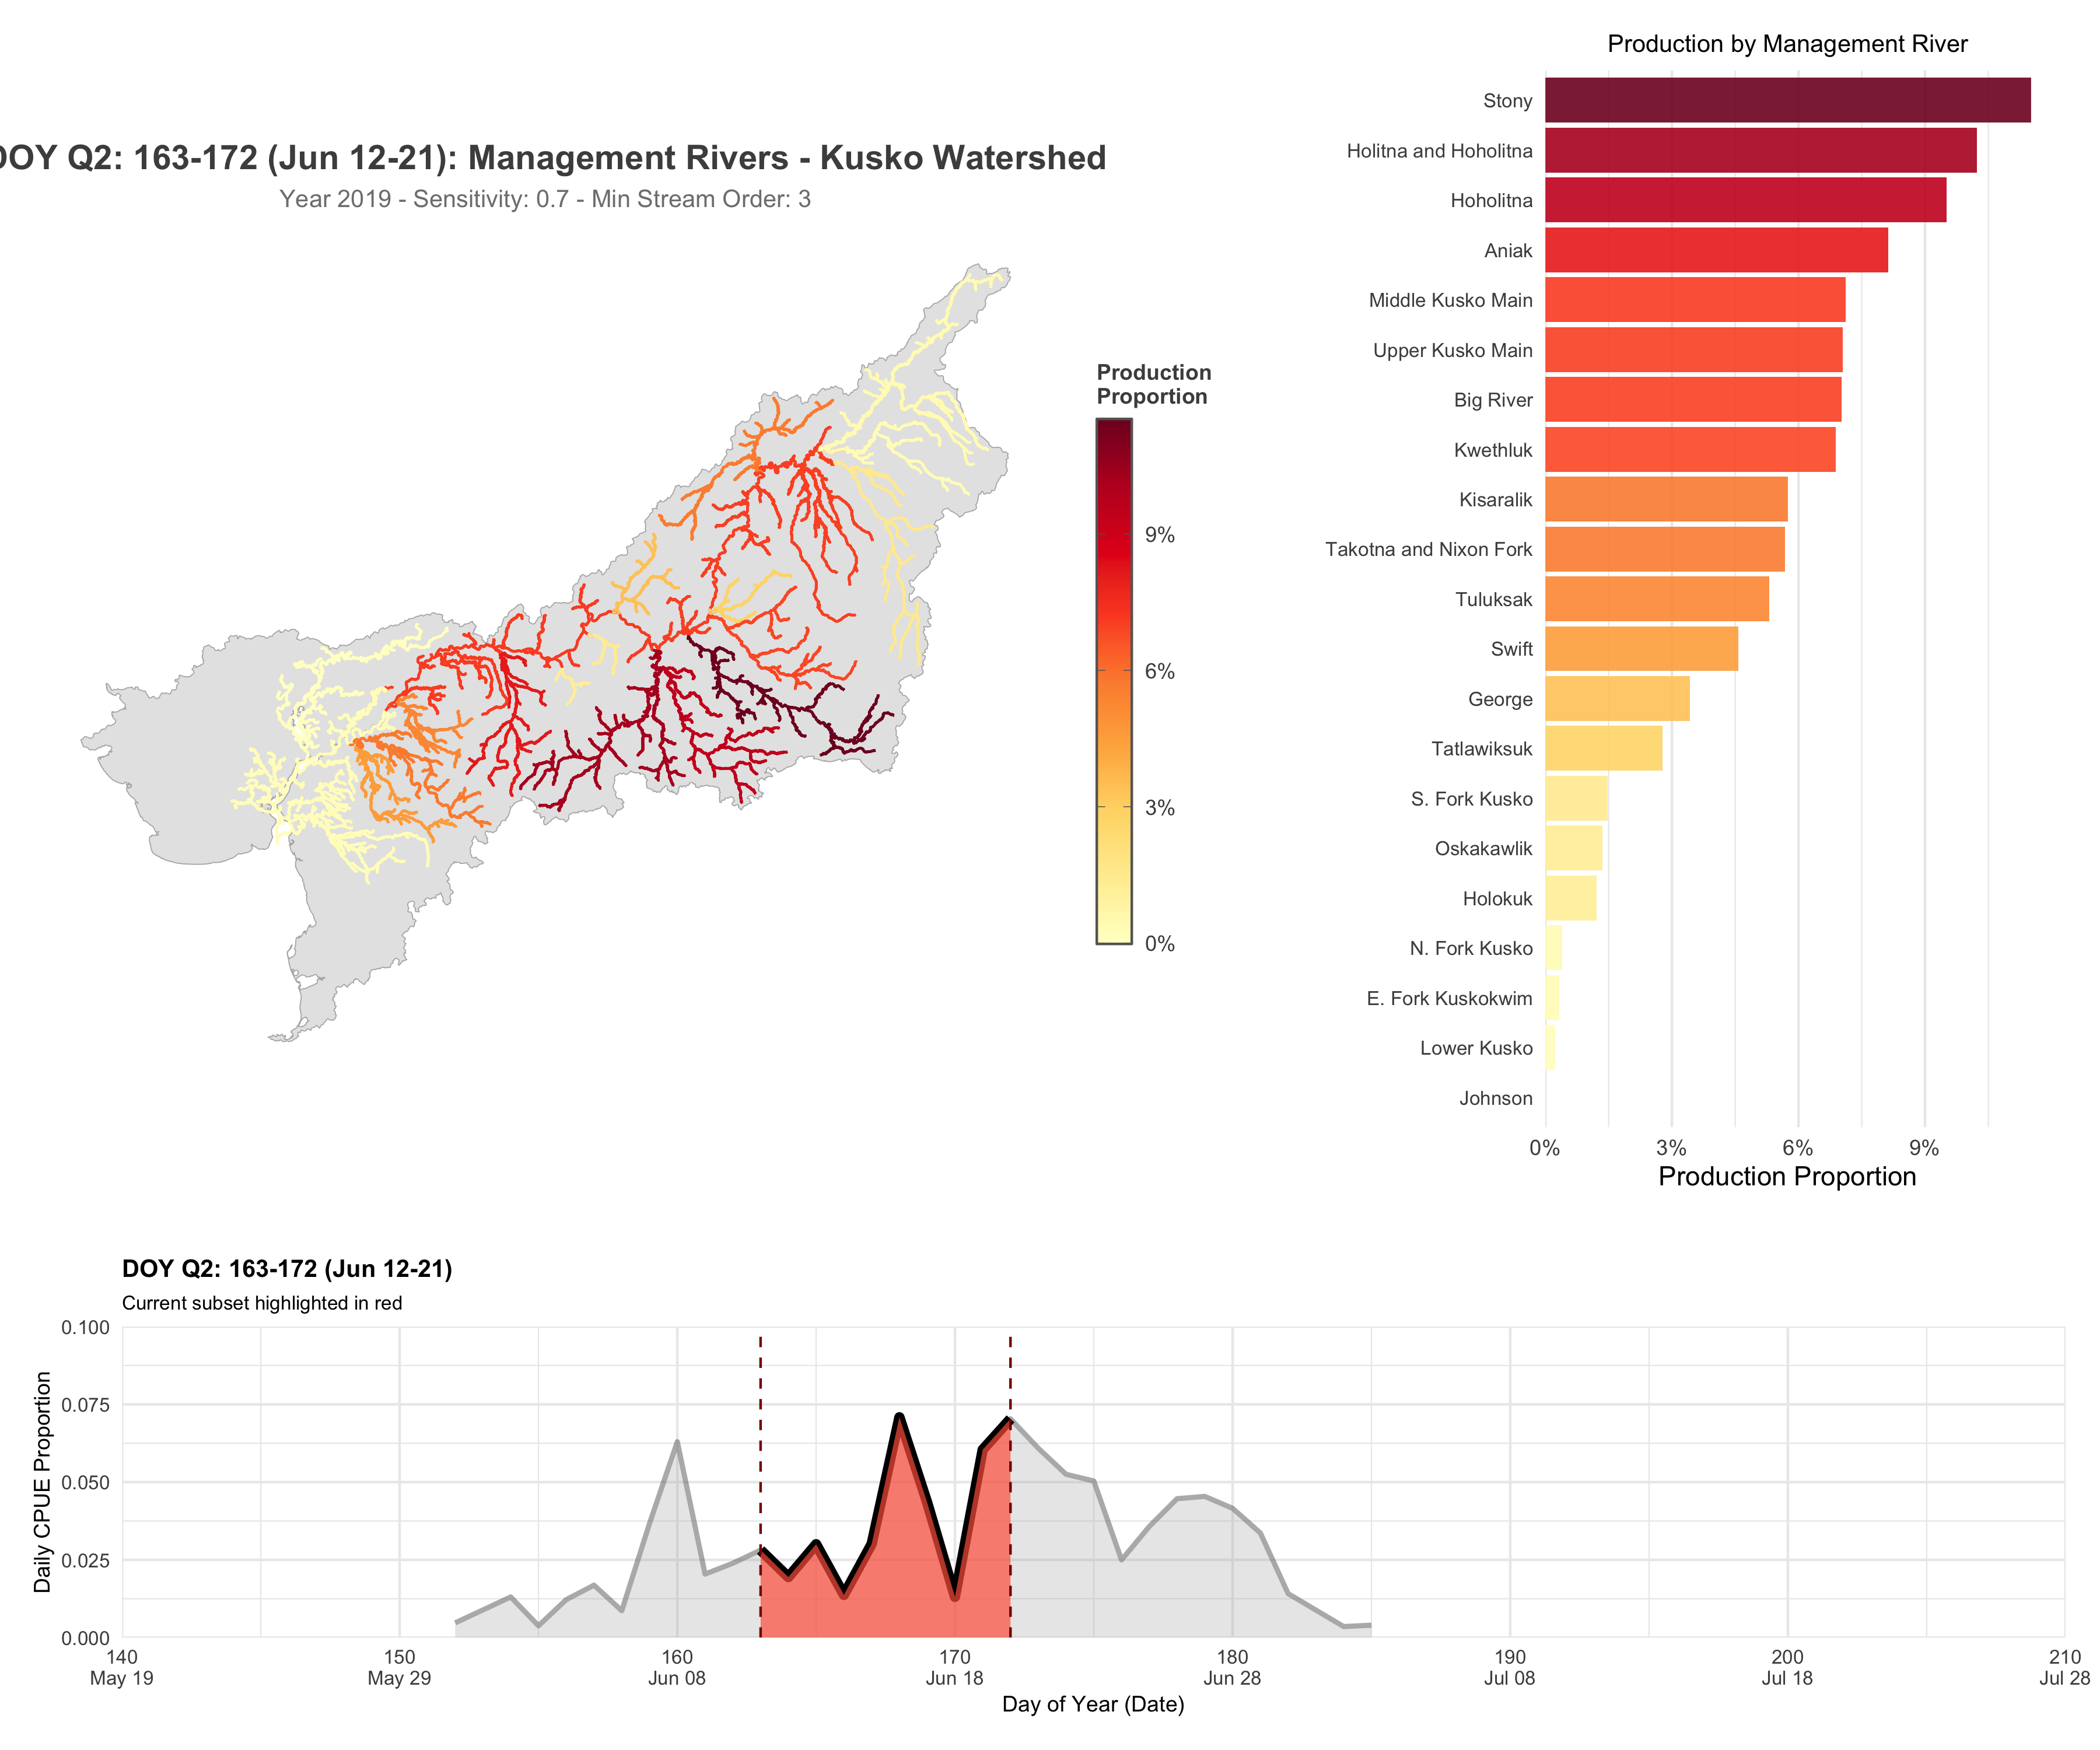 Production by Management River
Stony
Holitna and Hoholitna
Hoholitna
Aniak
Middle Kusko Main
Upper Kusko Main
Big River
Kwethluk
Kisaralik
Takotna and Nixon Fork
Tuluksak
Swift
George
Tatlawiksuk
S. Fork Kusko
Oskakawlik
Holokuk
N. Fork Kusko
E. Fork Kuskokwim
Lower Kusko
Johnson
0% 3% 6% 9%
Production Proportion
DOY Q2: 163-172 (Jun 12-21): Management Rivers - Kusko Watershed
Year 2019 - Sensitivity: 0.7 - Min Stream Order: 3
Production
Proportion
9%
6%
3%
0%
DOY Q2: 163-172 (Jun 12-21)
Current subset highlighted in red
Daily CPUE Proportion
0.100
0.075
0.050
0.025
0.000
140 150 160 170 180 190 200 210
May 19 May 29 Jun 08 Jun 18 Jun 28 Jul 08 Jul 18 Jul 28
Day of Year (Date)